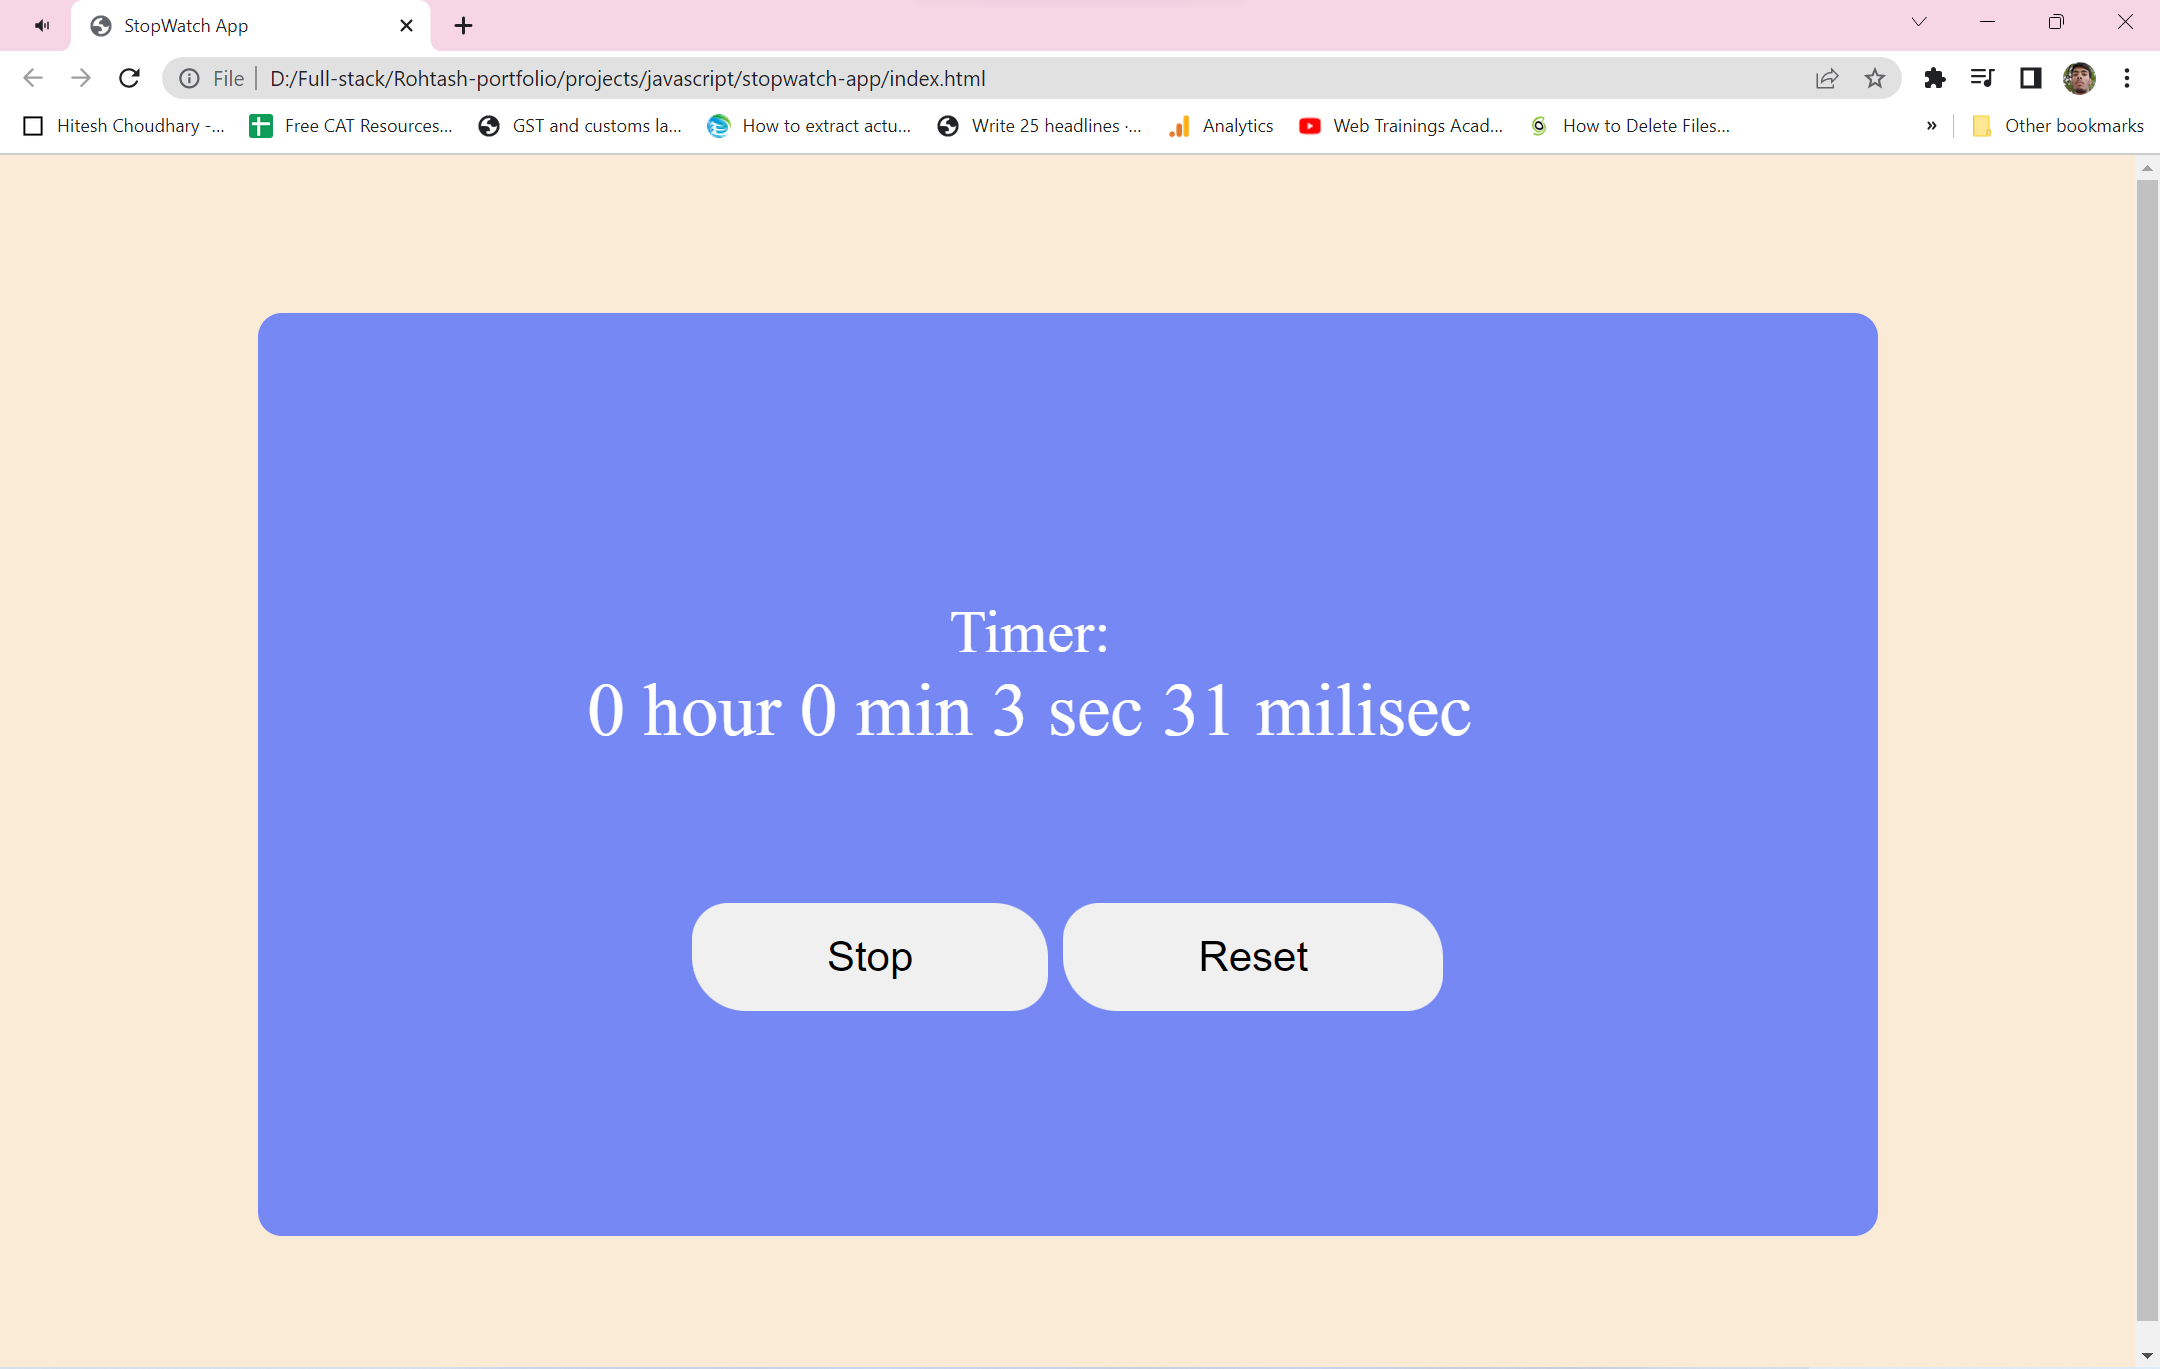 StopWatch App
File D:/Full-stack/Rohtash-portfolio/projects/javascript/stopwatch-app/index.html
Hitesh Choudhary -... Free CAT Resources... GST and customs la... How to extract actu... Write 25 headlines ·... Analytics Web Trainings Acad... How to Delete Files... » Other bookmarks
Timer:
0 hour 0 min 3 sec 31 milisec
Stop Reset